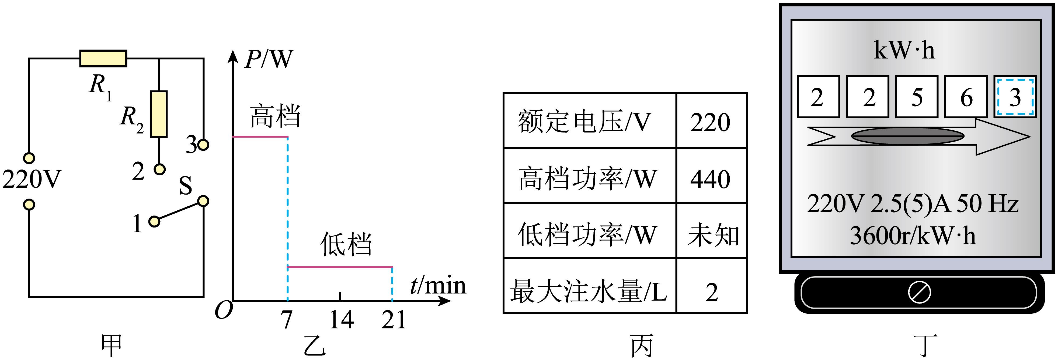 R1
R2
3
2
S
1
220V
甲
P/W
高档
低档
t/min
O
7
14
21
乙
额定电压/V 220
高档功率/W 440
低档功率/W 未知
最大注水量/L 2
丙
kW·h
2 2 5 6 3
220V 2.5(5)A 50 Hz
3600r/kW·h
丁